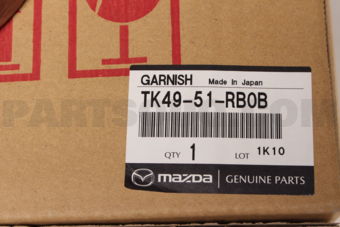 GARNISH Made In Japan
TK49-51-RB0B
QTY 1 LOT 1K10
mazda GENUINE PARTS